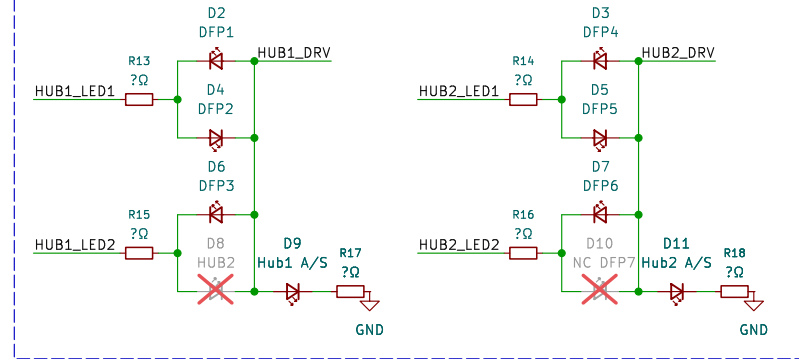 D2
DFP1
HUB1_DRV
R13
?Ω
HUB1_LED1
D4
DFP2
D6
DFP3
R15
?Ω
HUB1_LED2
D8
HUB2
D9
Hub1 A/S
R17
?Ω
GND
D3
DFP4
HUB2_DRV
R14
?Ω
HUB2_LED1
D5
DFP5
D7
DFP6
R16
?Ω
HUB2_LED2
D10
NC DFP7
D11
Hub2 A/S
R18
?Ω
GND